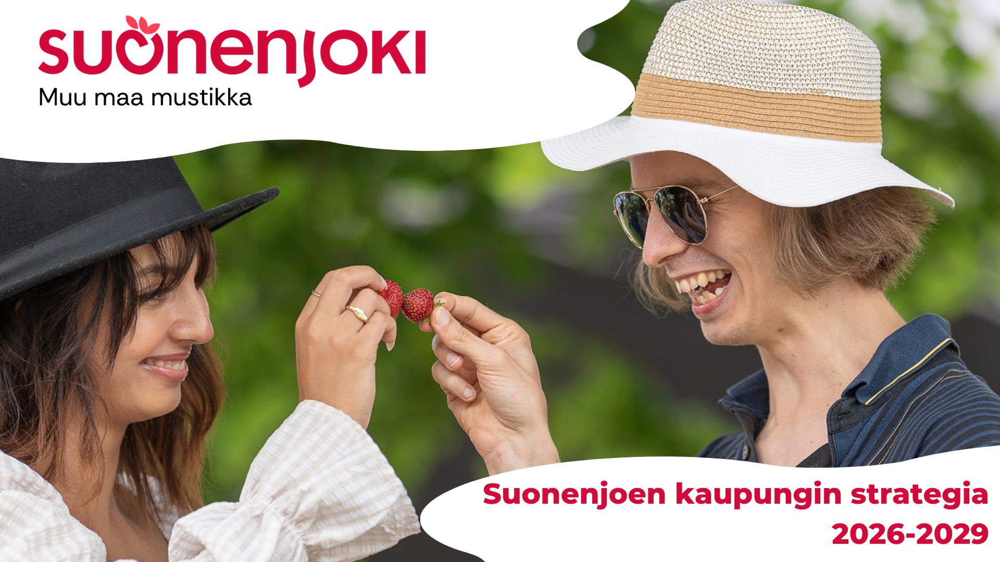 suonenjoki
Muu maa mustikka
Suonenjoen kaupungin strategia
2026-2029